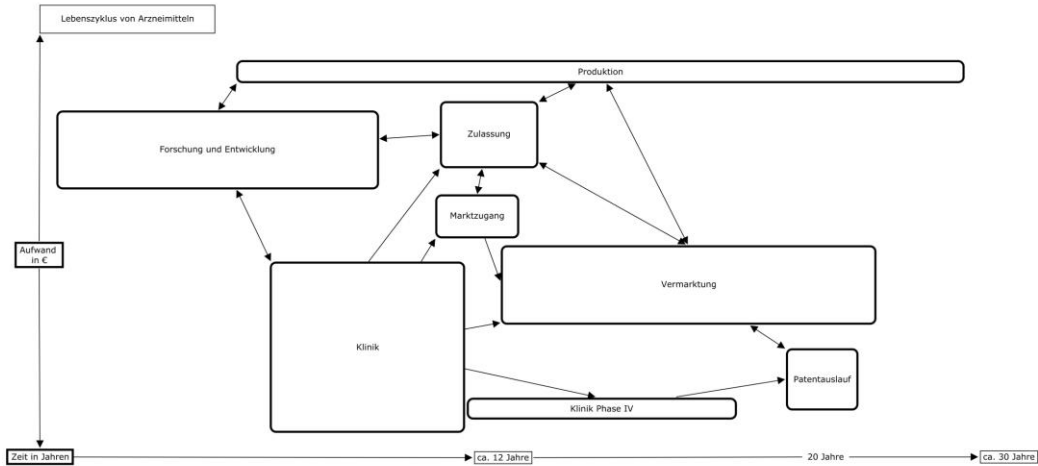 Lebenszyklus von Arzneimitteln
Produktion
Zulassung
Forschung und Entwicklung
Marktzugang
Aufwand
in €
Vermarktung
Klinik
Patentauslauf
Klinik Phase IV
Zeit in Jahren
ca. 12 Jahre
20 Jahre
ca. 30 Jahre